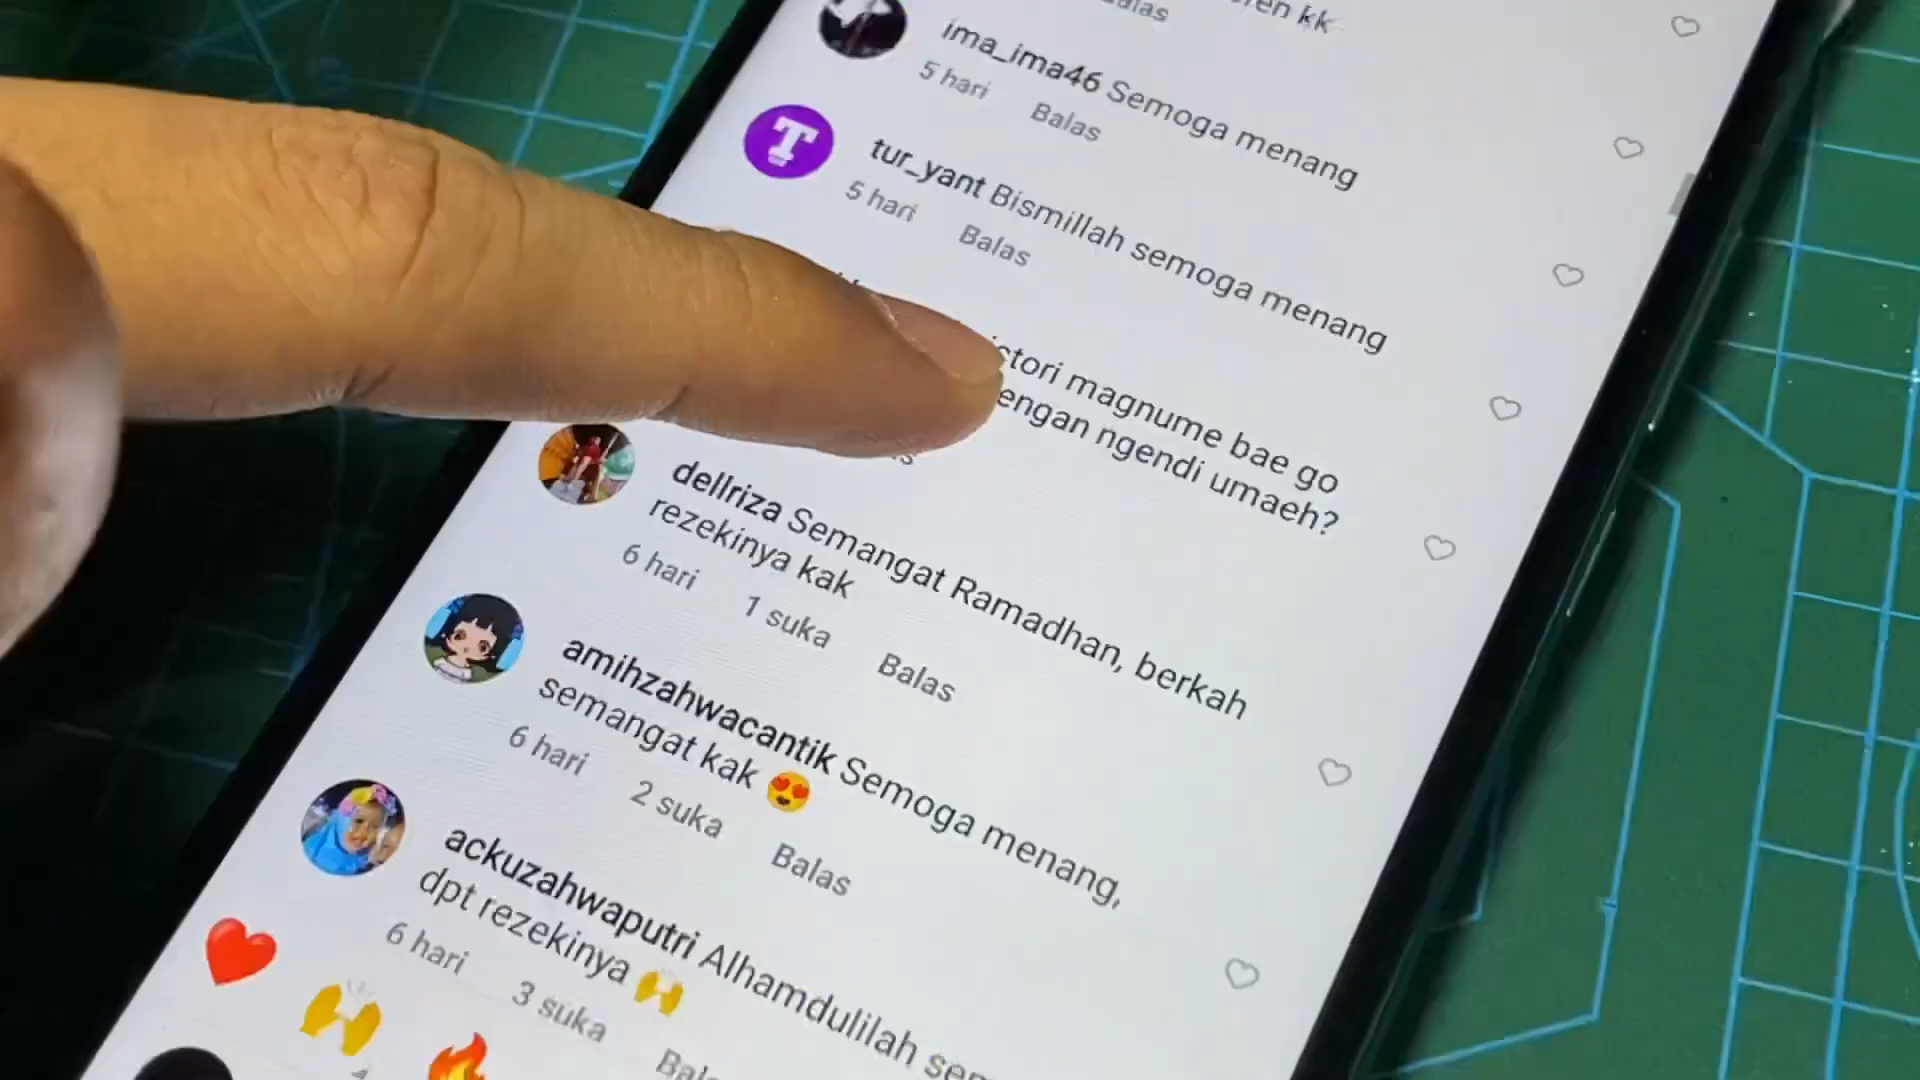 kk
ima_ima46 Semoga menang
5 hari Balas
T
tur_yant Bismillah semoga menang
5 hari Balas
magnume bae go
ngendi umaeh?
dellriza Semangat Ramadhan, berkah
rezekinya kak
6 hari 1 suka Balas
amihzahwacantik Semoga menang,
semangat kak 😍
6 hari 2 suka Balas
ackuzahwaputri Alhamdulilah
dpt rezekinya 🙌
6 hari 3 suka